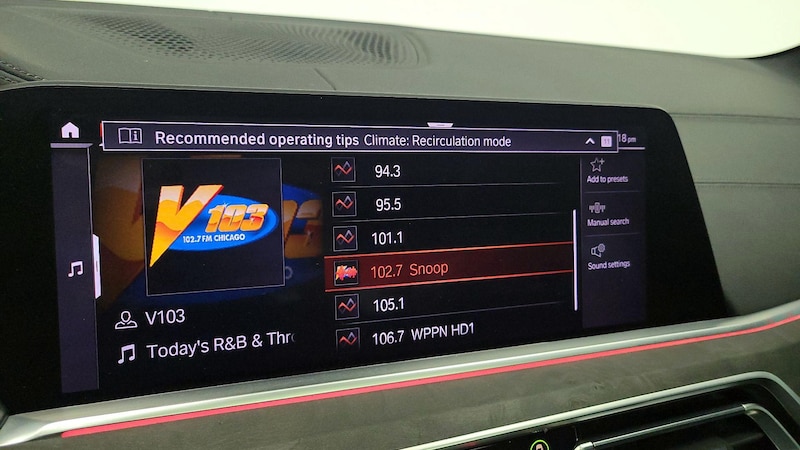 Recommended operating tips Climate: Recirculation mode
18 pm
V103
102.7 FM CHICAGO
V103
Today's R&B & Thr
94.3
95.5
101.1
102.7 Snoop
105.1
106.7 WPPN HD1
Add to presets
Manual search
Sound settings